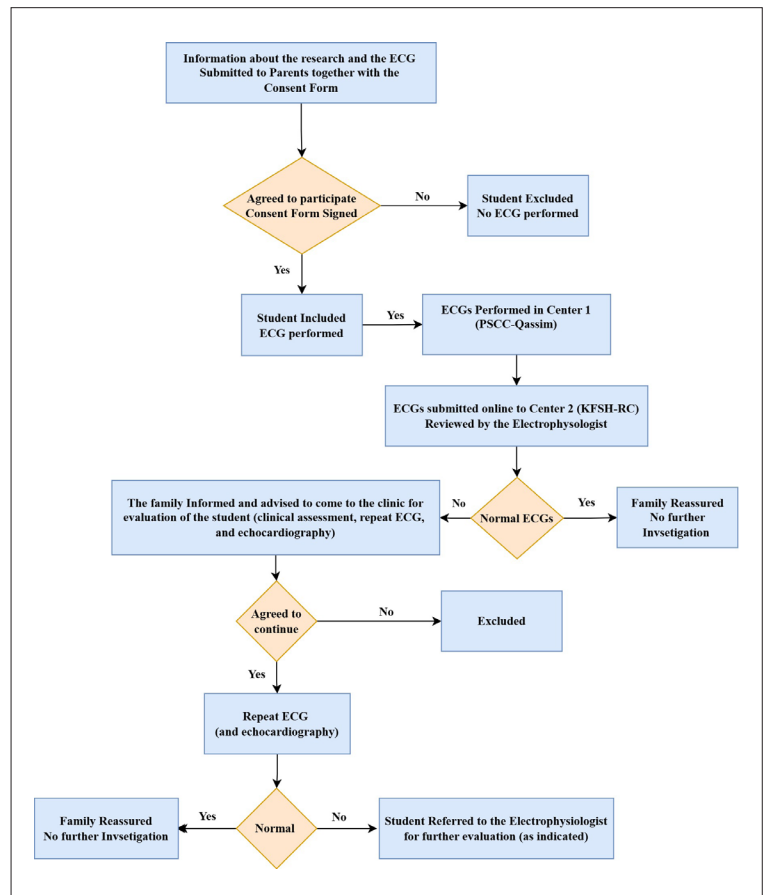 Information about the research and the ECG
Submitted to Parents together with the
Consent Form
Agreed to participate
Consent Form Signed
No
Student Excluded
No ECG performed
Yes
Student Included
ECG performed
Yes
ECGs Performed in Center 1
(PSCC-Qassim)
ECGs submitted online to Center 2 (KFSH-RC)
Reviewed by the Electrophysologist
The family Informed and advised to come to the clinic for
evaluation of the student (clinical assessment, repeat ECG,
and echocardiography)
No
Normal ECGs
Yes
Family Reassured
No further
Invsetigation
Agreed to
continue
No
Excluded
Yes
Repeat ECG
(and echocardiography)
Family Reassured
No further Invsetigation
Yes
Normal
No
Student Referred to the Electrophysiologist
for further evaluation (as indicated)